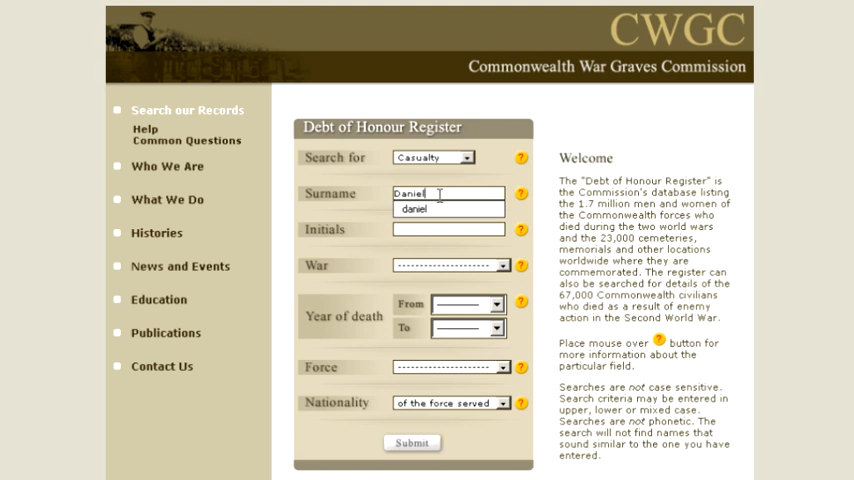 CWGC
Commonwealth War Graves Commission
Search our Records
Help
Common Questions
Who We Are
What We Do
Histories
News and Events
Education
Publications
Contact Us
Debt of Honour Register
Search for Casualty ?
Surname Daniel ?
daniel
Initials
War -------------------- ?
Year of death From ?
To
Force -------------------- ?
Nationality of the force served ?
Submit
Welcome
The "Debt of Honour Register" is
the Commission's database listing
the 1.7 million men and women of
the Commonwealth forces who
died during the two world wars
and the 23,000 cemeteries,
memorials and other locations
worldwide where they are
commemorated. The register can
also be searched for details of the
67,000 Commonwealth civilians
who died as a result of enemy
action in the Second World War.
Place mouse over ? button for
more information about the
particular field.
Searches are not case sensitive.
Search criteria may be entered in
upper, lower or mixed case.
Searches are not phonetic. The
search will not find names that
sound similar to the one you have
entered.